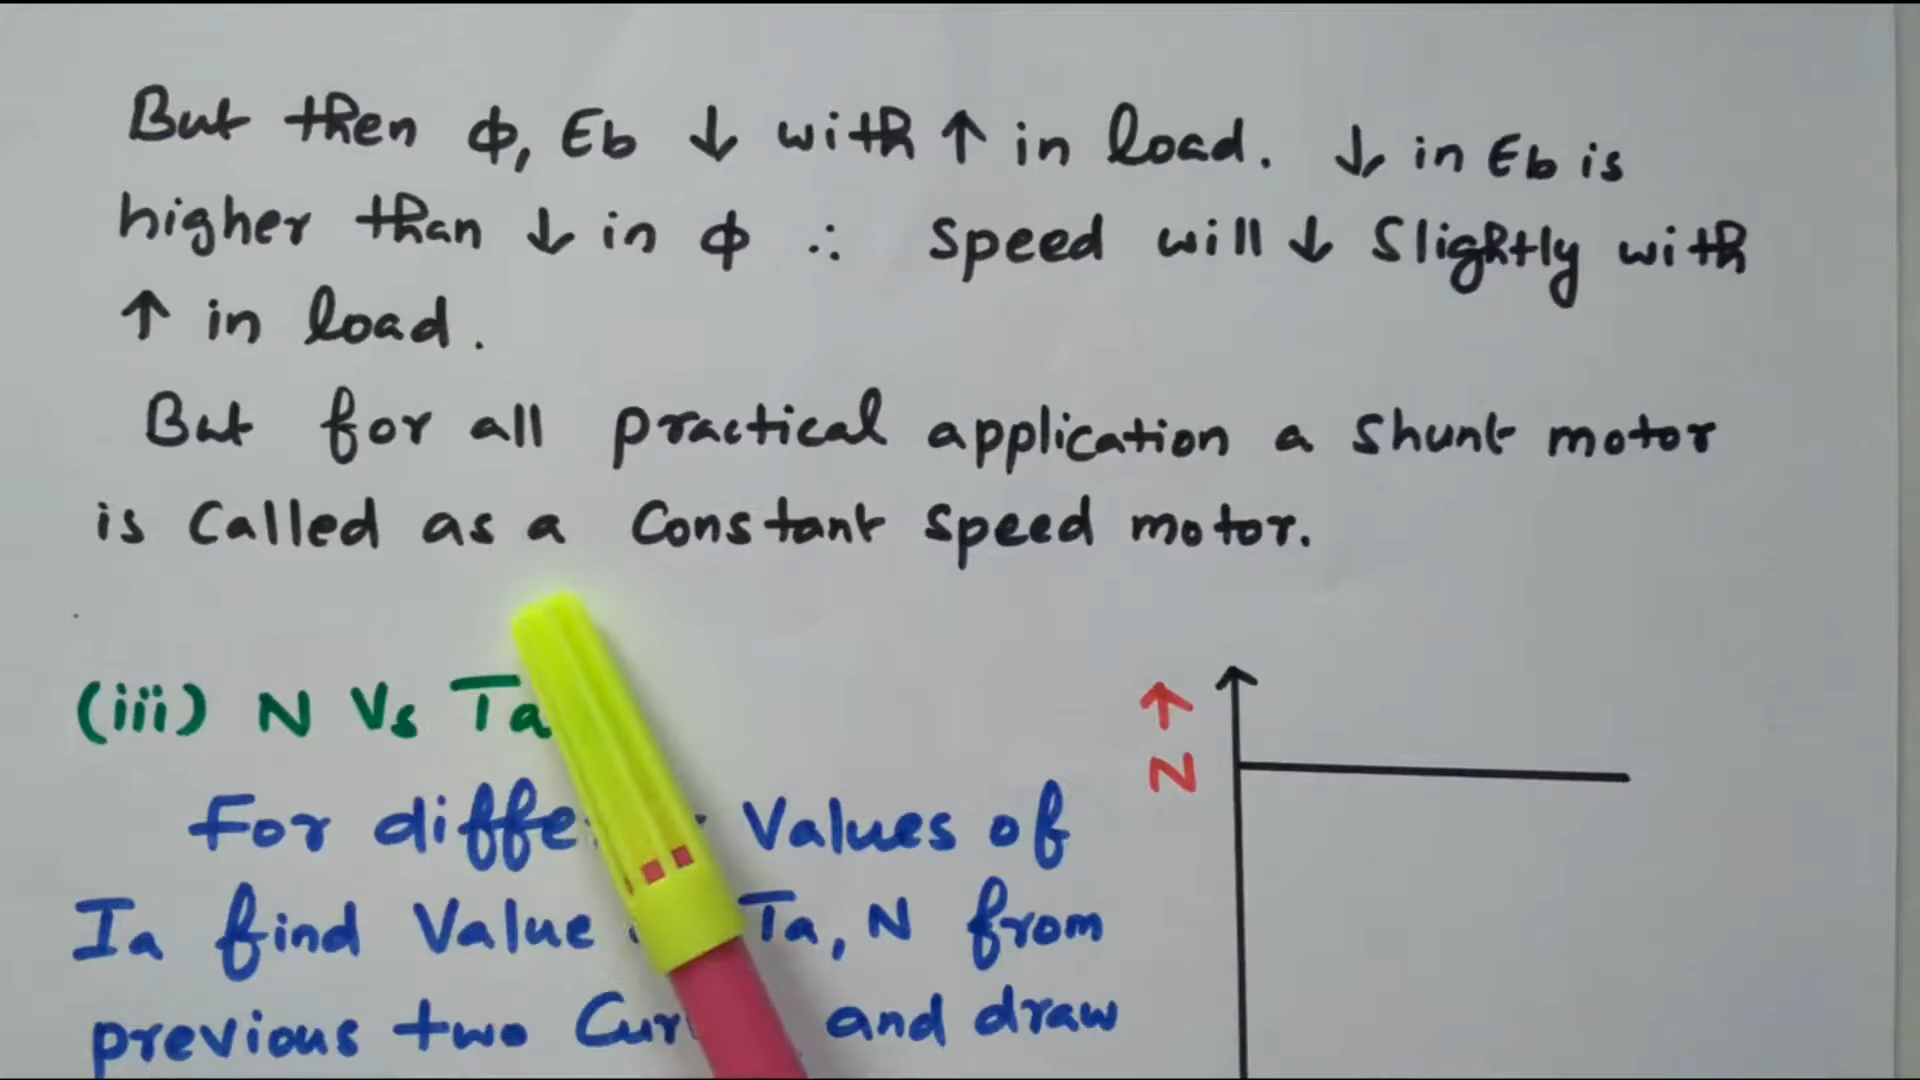 But then ϕ, Eb ↓ with ↑ in load. ↓ in Eb is
higher than ↓ in ϕ ∴ Speed will ↓ Slightly with
↑ in load.
But for all practical application a shunt motor
is Called as a Constant speed motor.
(iii) N Vs Ta
N ↑
For Values of
Ia find Value Ta, N from
previous two and draw